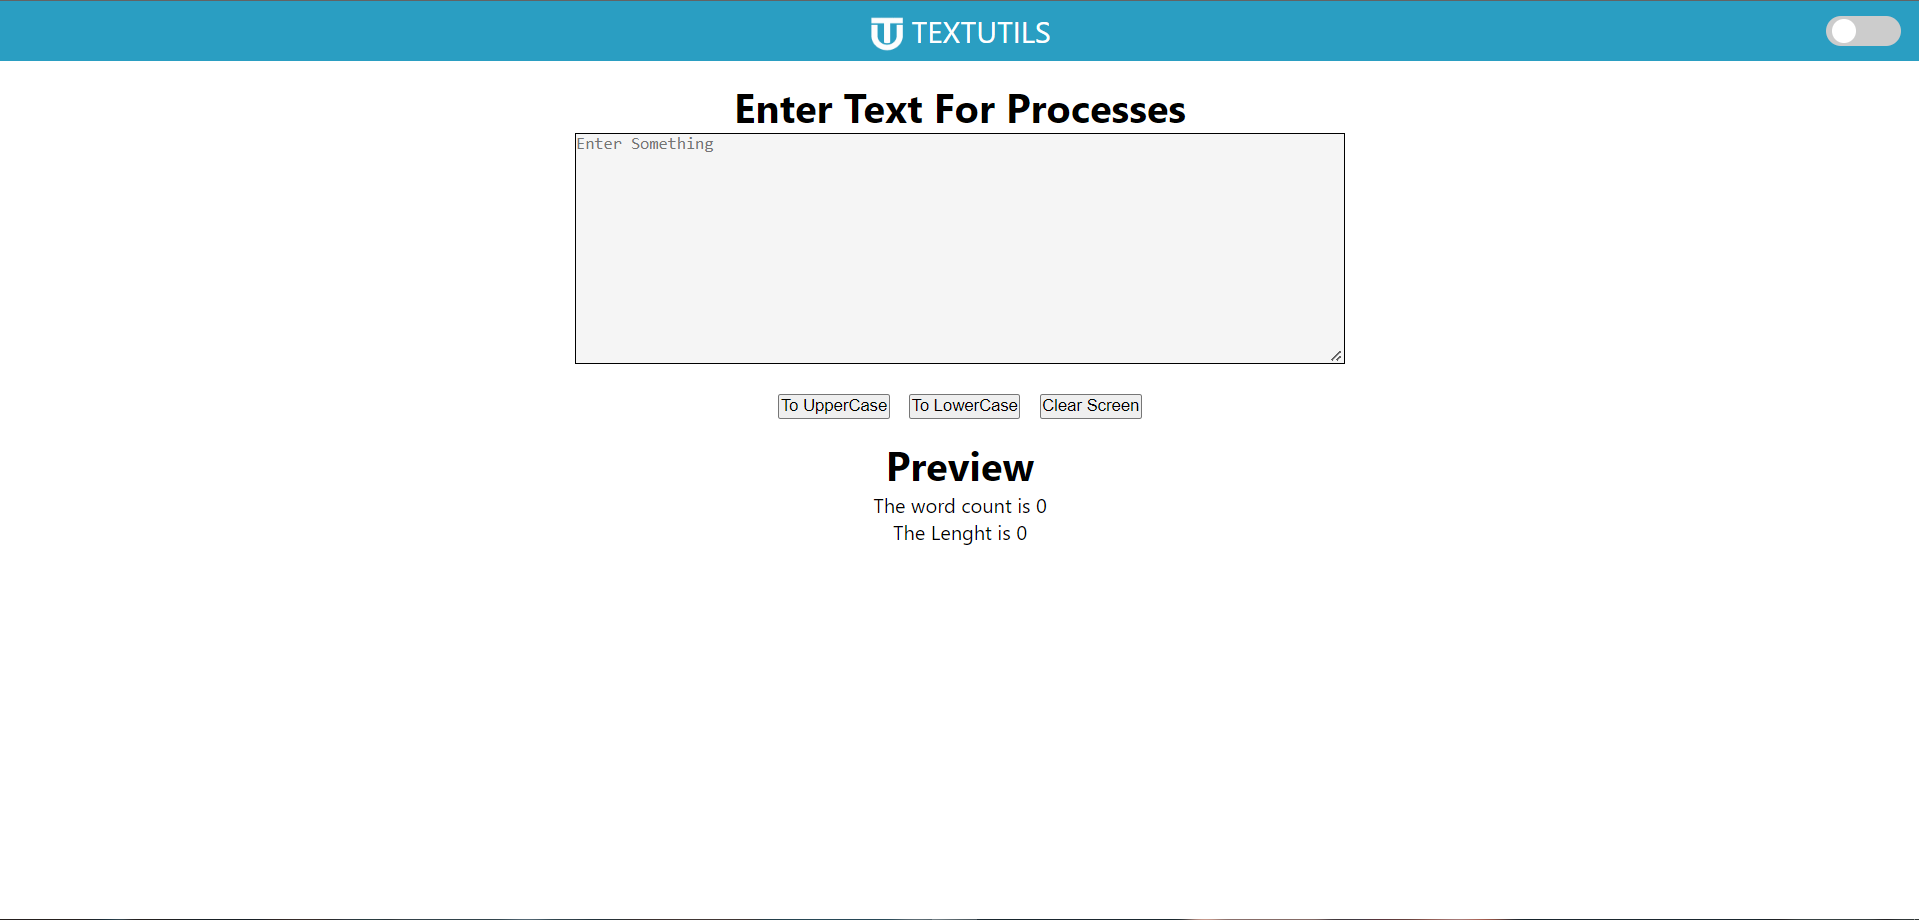 TEXTUTILS
Enter Text For Processes
Enter Something
To UpperCase To LowerCase Clear Screen
Preview
The word count is 0
The Lenght is 0